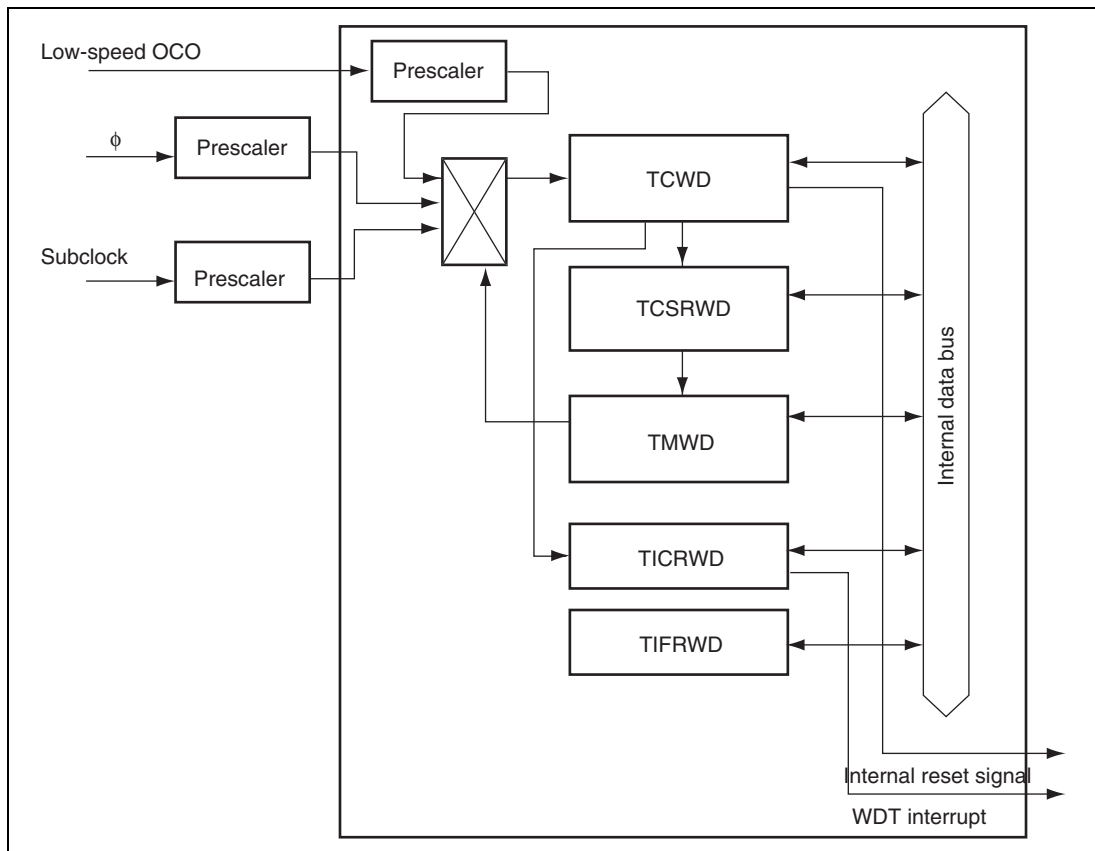 Low-speed OCO
Prescaler
ϕ
Prescaler
Subclock
Prescaler
TCWD
TCSRWD
TMWD
TICRWD
TIFRWD
Internal data bus
Internal reset signal
WDT interrupt